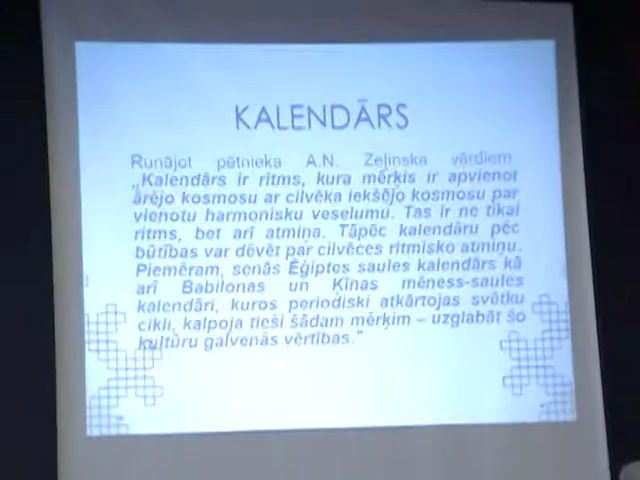 KALENDĀRS
Runājot pētnieka A.N. Zeļinska vārdiem
„Kalendārs ir ritms, kura mērķis ir apvienot
ārējo kosmosu ar cilvēka iekšējo kosmosu par
vienotu harmonisku veselumu. Tas ir ne tikai
ritms, bet arī atmiņa. Tāpēc kalendāru pēc
būtības var dēvēt par cilvēces ritmisko atmiņu.
Piemēram, senās Ēģiptes saules kalendārs kā
arī Babilonas un Ķīnas mēness-saules
kalendāri, kuros periodiski atkārtojas svētku
cikli, kalpoja tieši šādam mērķim – uzglabāt šo
kultūru galvenās vērtības."